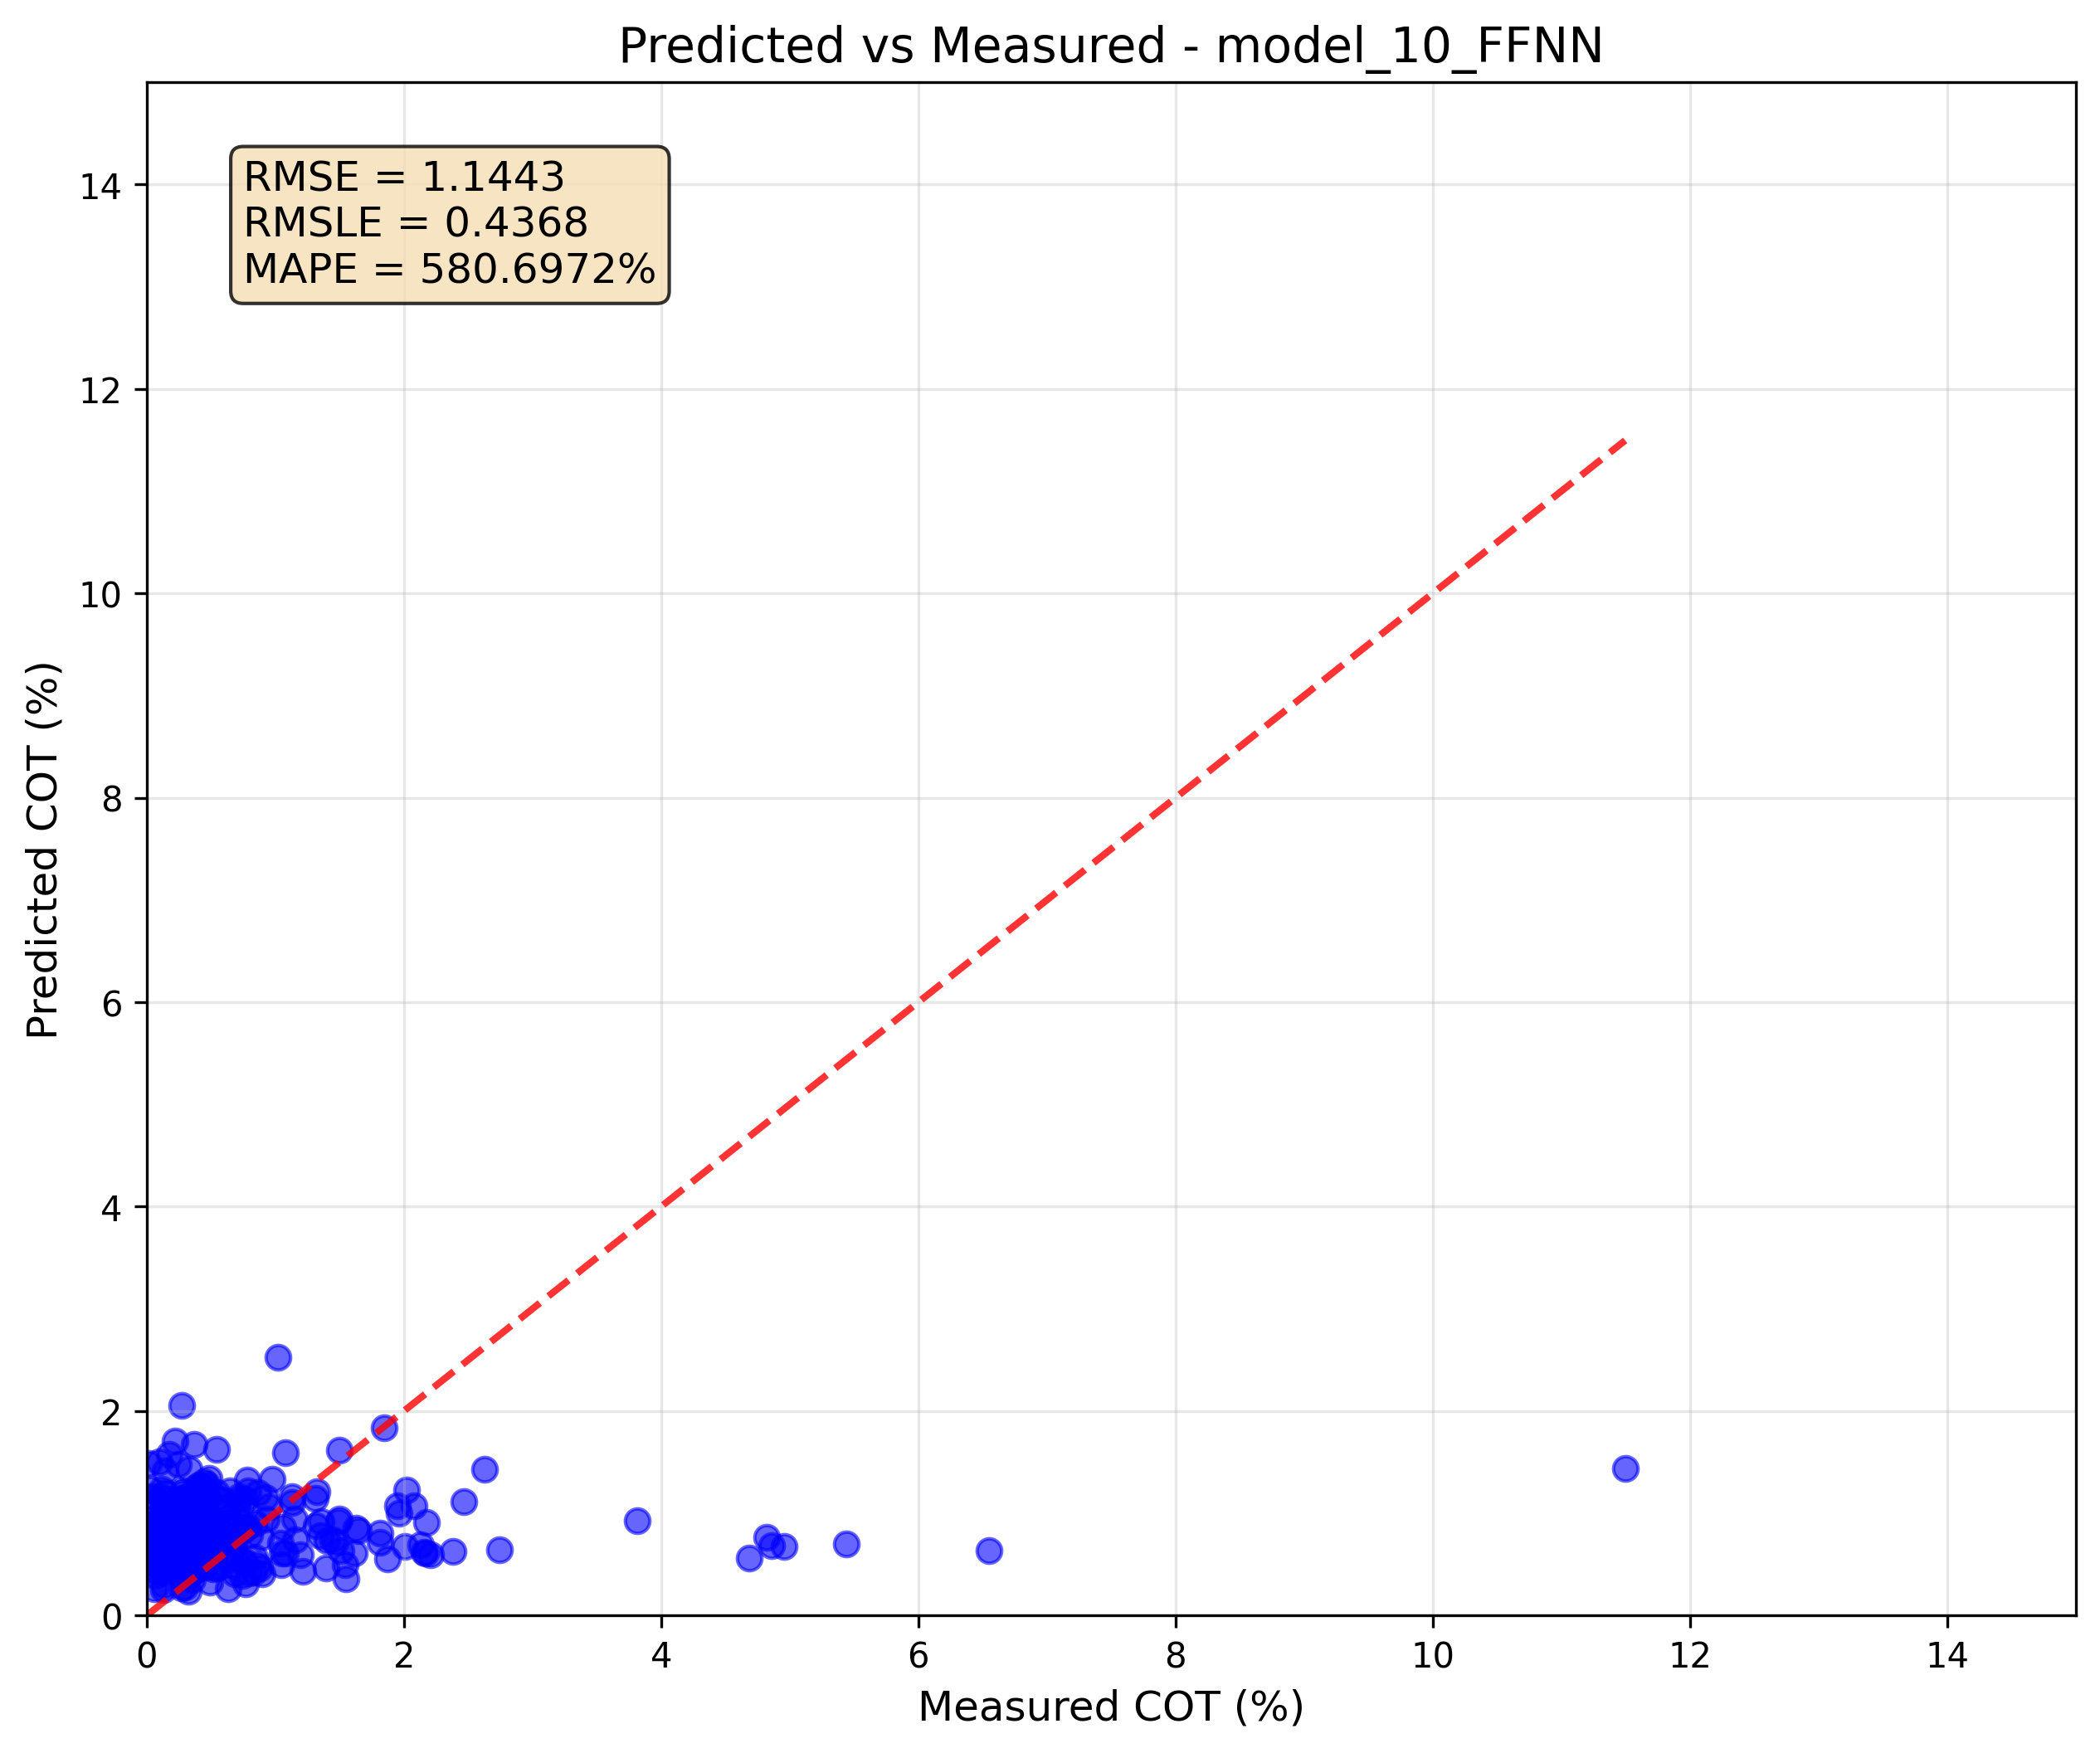 Predicted vs Measured - model_10_FFNN
RMSE = 1.1443
RMSLE = 0.4368
MAPE = 580.6972%
Predicted COT (%)
14
12
10
8
6
4
2
0
0 2 4 6 8 10 12 14
Measured COT (%)